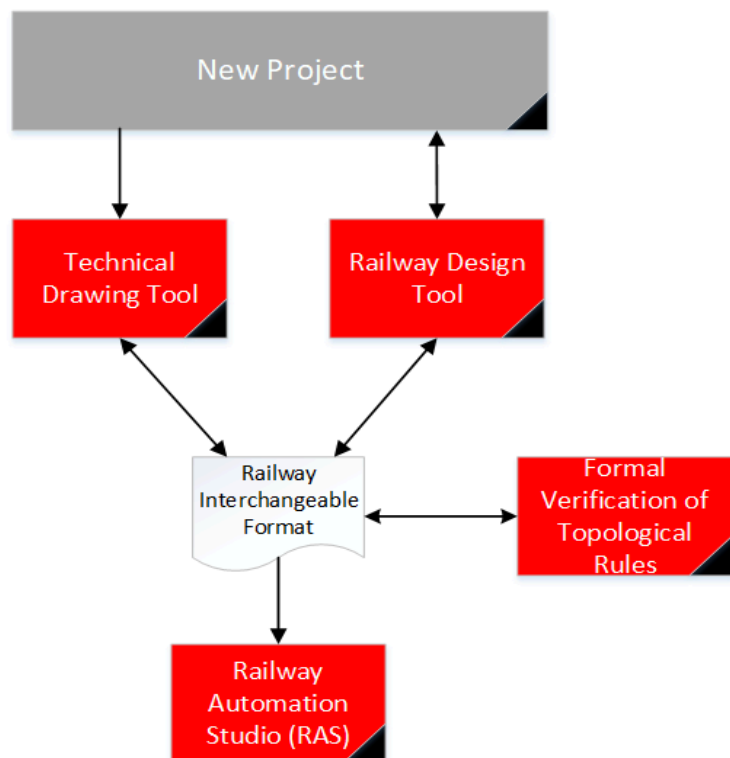 New Project
Technical
Drawing Tool
Railway Design
Tool
Railway
Interchangeable
Format
Formal
Verification of
Topological
Rules
Railway
Automation
Studio (RAS)